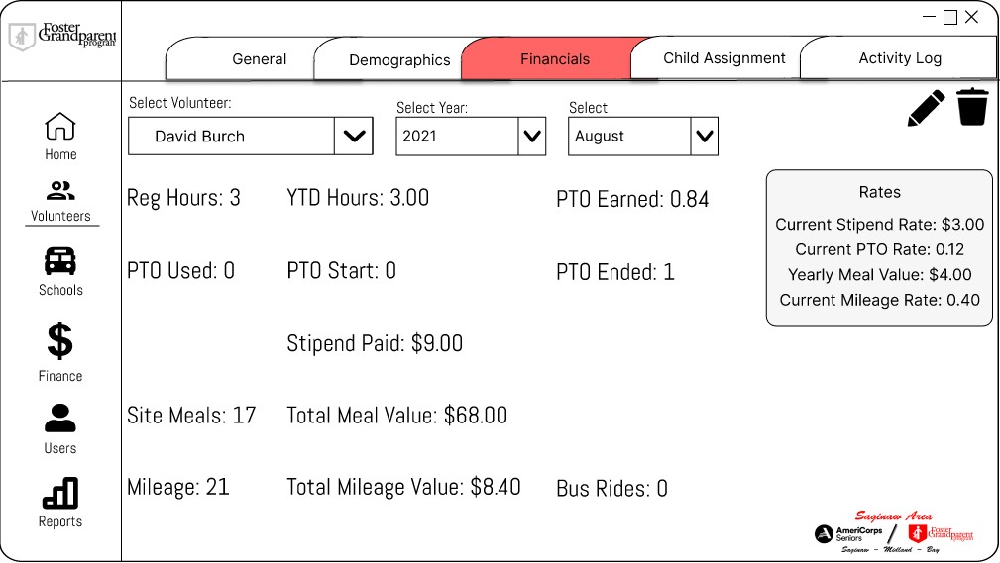 Foster
Grandparent
program
General
Demographics
Financials
Child Assignment
Activity Log
Select Volunteer:
David Burch
Select Year:
2021
Select
August
Home
Volunteers
Schools
$
Finance
Users
Reports
Reg Hours: 3
YTD Hours: 3.00
PTO Earned: 0.84
PTO Used: 0
PTO Start: 0
PTO Ended: 1
Stipend Paid: $9.00
Site Meals: 17
Total Meal Value: $68.00
Mileage: 21
Total Mileage Value: $8.40
Bus Rides: 0
Rates
Current Stipend Rate: $3.00
Current PTO Rate: 0.12
Yearly Meal Value: $4.00
Current Mileage Rate: 0.40
Saginaw Area
AmeriCorps
Seniors
/
Foster
Grandparent
program
Saginaw - Midland - Bay